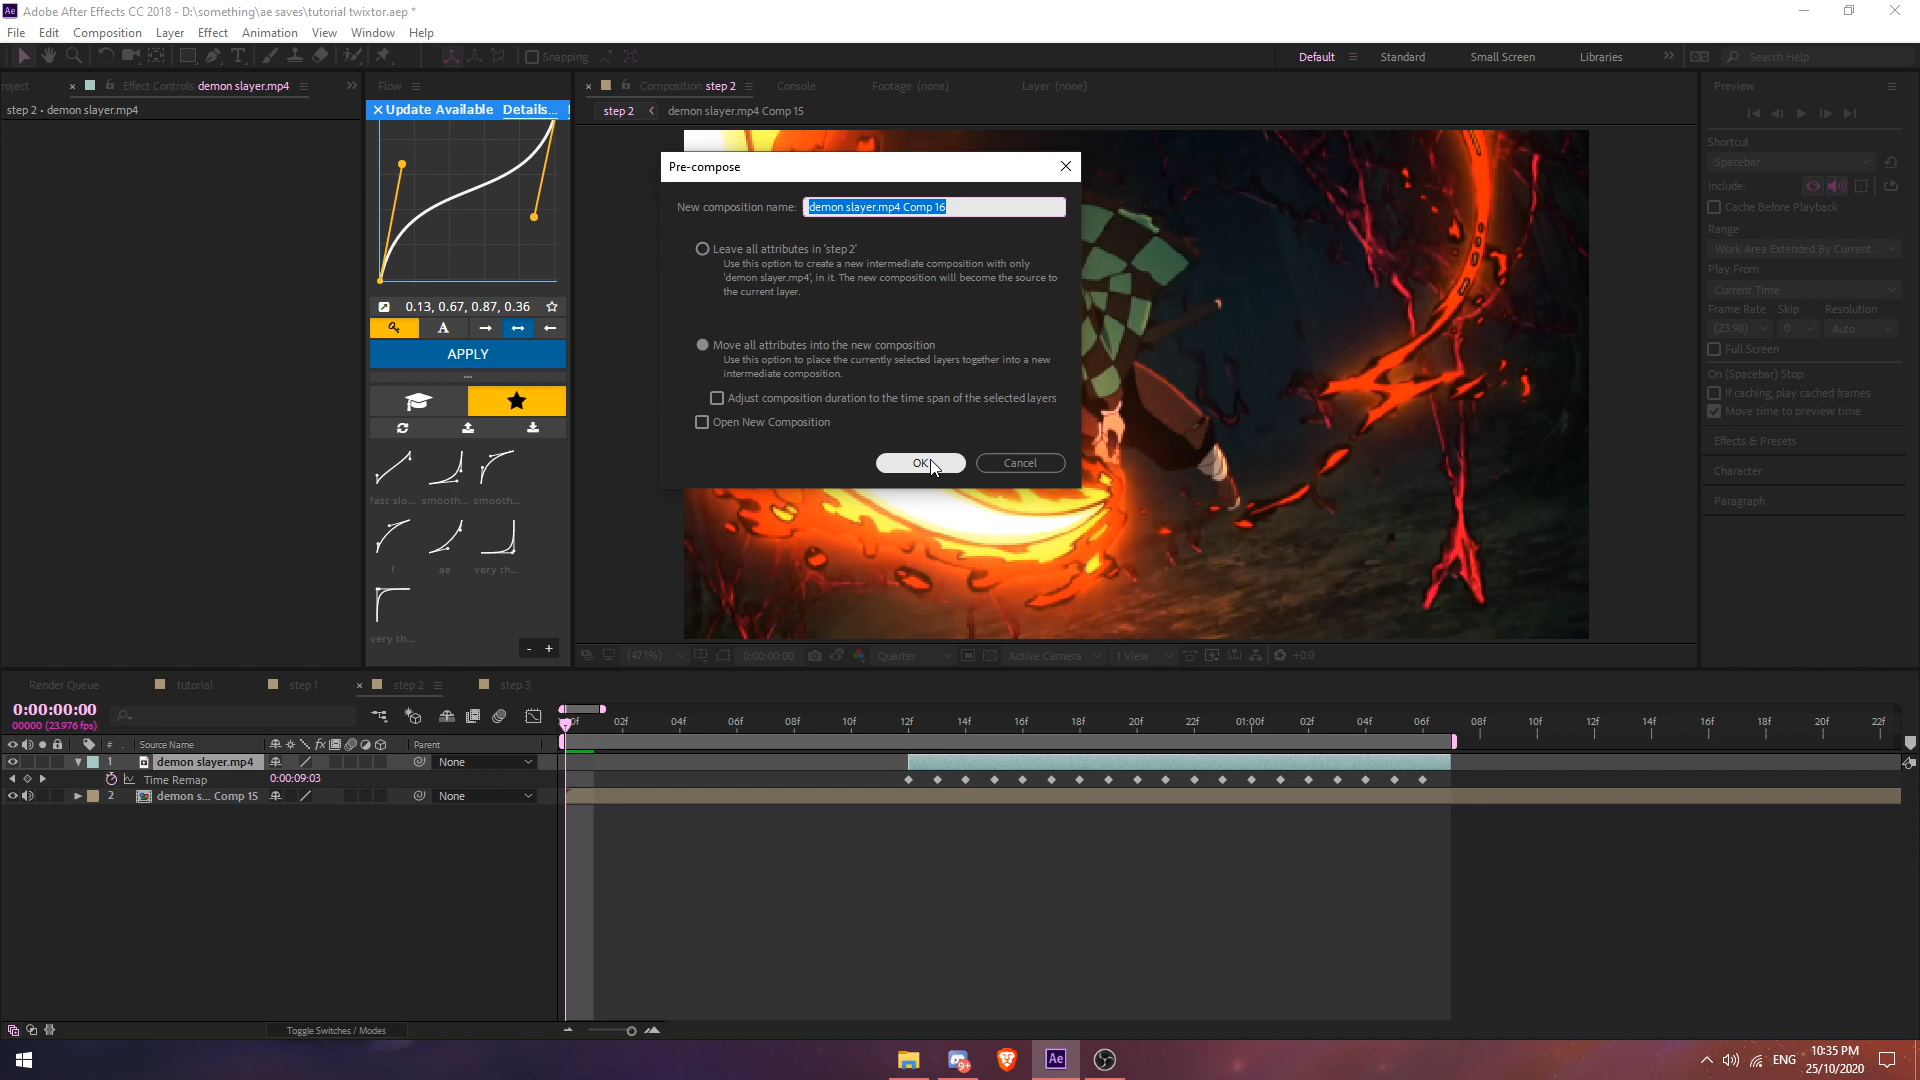 Adobe After Effects CC 2018 - D:\something\ae saves\tutorial twixtor.aep *
File Edit Composition Layer Effect Animation View Window Help
Snapping
Default Standard Small Screen Libraries Search Help
roject Effect Controls demon slayer.mp4
step 2 • demon slayer.mp4
Flow
Update Available Details...
0.13, 0.67, 0.87, 0.36
A
APPLY
fast slo... smooth... smooth...
f ae very th...
very th...
- +
Composition step 2 Console Footage (none) Layer (none)
step 2 demon slayer.mp4 Comp 15
Pre-compose
New composition name: demon slayer.mp4 Comp 16
Leave all attributes in 'step 2'
Use this option to create a new intermediate composition with only
'demon slayer.mp4', in it. The new composition will become the source to
the current layer.
Move all attributes into the new composition
Use this option to place the currently selected layers together into a new
intermediate composition.
Adjust composition duration to the time span of the selected layers
Open New Composition
OK Cancel
(47.1%) 0:00:00:00 Quarter Active Camera 1 View +0.0
Preview
Shortcut
Spacebar
Include:
Cache Before Playback
Range
Work Area Extended By Current...
Play From
Current Time
Frame Rate Skip Resolution
(23.98) 0 Auto
Full Screen
On (Spacebar) Stop:
If caching, play cached frames
Move time to preview time
Effects & Presets
Character
Paragraph
Render Queue tutorial step 1 step 2 step 3
0:00:00:00
00000 (23.976 fps)
02f 04f 06f 08f 10f 12f 14f 16f 18f 20f 22f 01:00f 02f 04f 06f 08f 10f 12f 14f 16f 18f 20f 22f
# Source Name fx Parent
1 demon slayer.mp4 None
Time Remap 0:00:09:03
2 demon s... Comp 15 None
Toggle Switches / Modes
9+
Ae
ENG
10:35 PM
25/10/2020